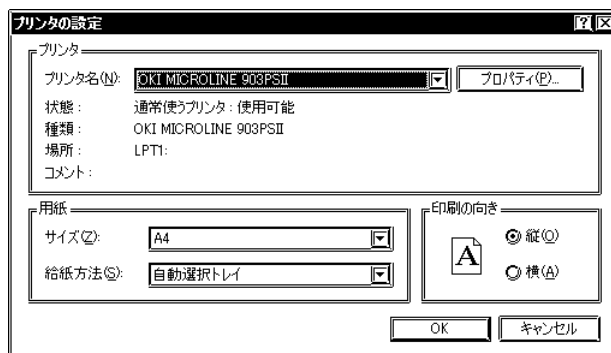 プリンタの設定
プリンタ
プリンタ名(N): OKI MICROLINE 903PSII プロパティ(P)...
状態： 通常使うプリンタ : 使用可能
種類： OKI MICROLINE 903PSII
場所： LPT1:
コメント：
用紙
サイズ(Z): A4
給紙方法(S): 自動選択トレイ
印刷の向き
A
縦(O)
横(A)
OK キャンセル